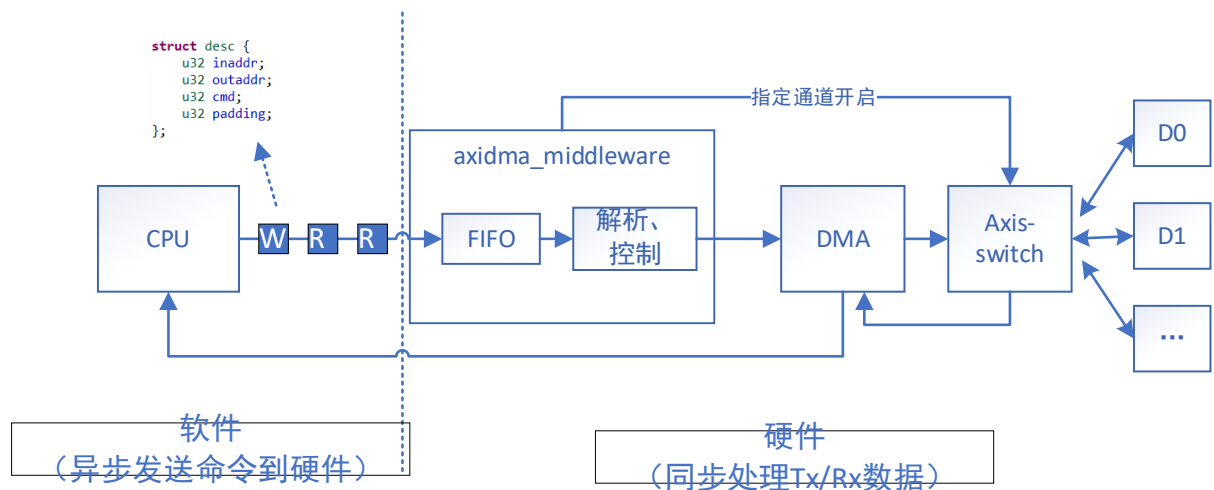 struct desc {
u32 inaddr;
u32 outaddr;
u32 cmd;
u32 padding;
};
指定通道开启
axidma_middleware
D0
CPU
W
R
R
FIFO
解析、
控制
DMA
Axis-
switch
D1
...
软件
（异步发送命令到硬件）
硬件
（同步处理Tx/Rx数据）